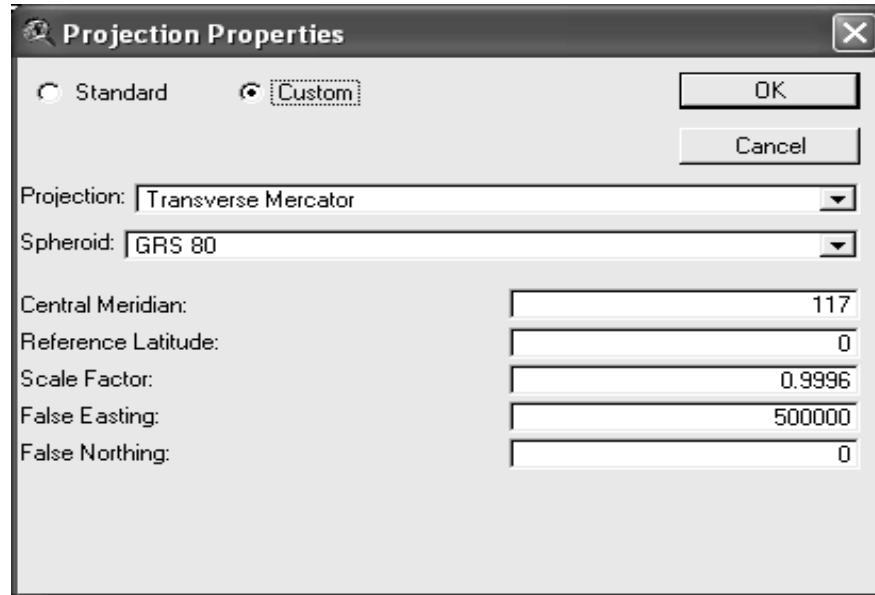 Projection Properties
Standard Custom OK
Cancel
Projection: Transverse Mercator
Spheroid: GRS 80
Central Meridian: 117
Reference Latitude: 0
Scale Factor: 0.9996
False Easting: 500000
False Northing: 0